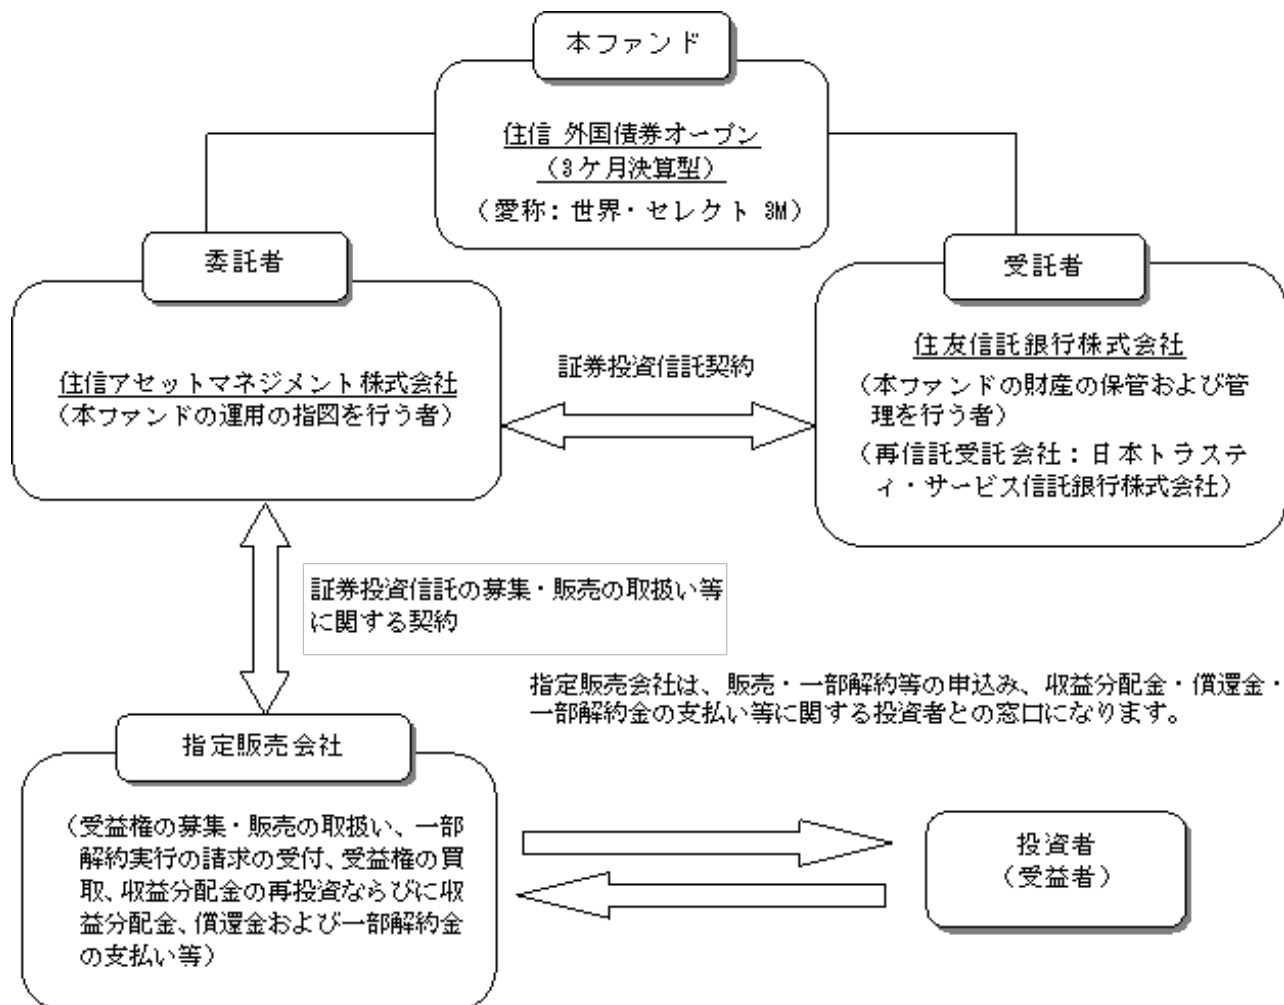 本ファンド
住信 外国債券オープン
（3ケ月決算型）
（愛称：世界・セレクト 3M）
委託者
住信アセットマネジメント株式会社
（本ファンドの運用の指図を行う者）
証券投資信託契約
受託者
住友信託銀行株式会社
（本ファンドの財産の保管および管
理を行う者）
（再信託受託会社：日本トラステ
ィ・サービス信託銀行株式会社）
証券投資信託の募集・販売の取扱い等
に関する契約
指定販売会社は、販売・一部解約等の申込み、収益分配金・償還金・
一部解約金の支払い等に関する投資者との窓口になります。
指定販売会社
（受益権の募集・販売の取扱い、一部
解約実行の請求の受付、受益権の買
取、収益分配金の再投資ならびに収
益分配金、償還金および一部解約金
の支払い等）
投資者
（受益者）